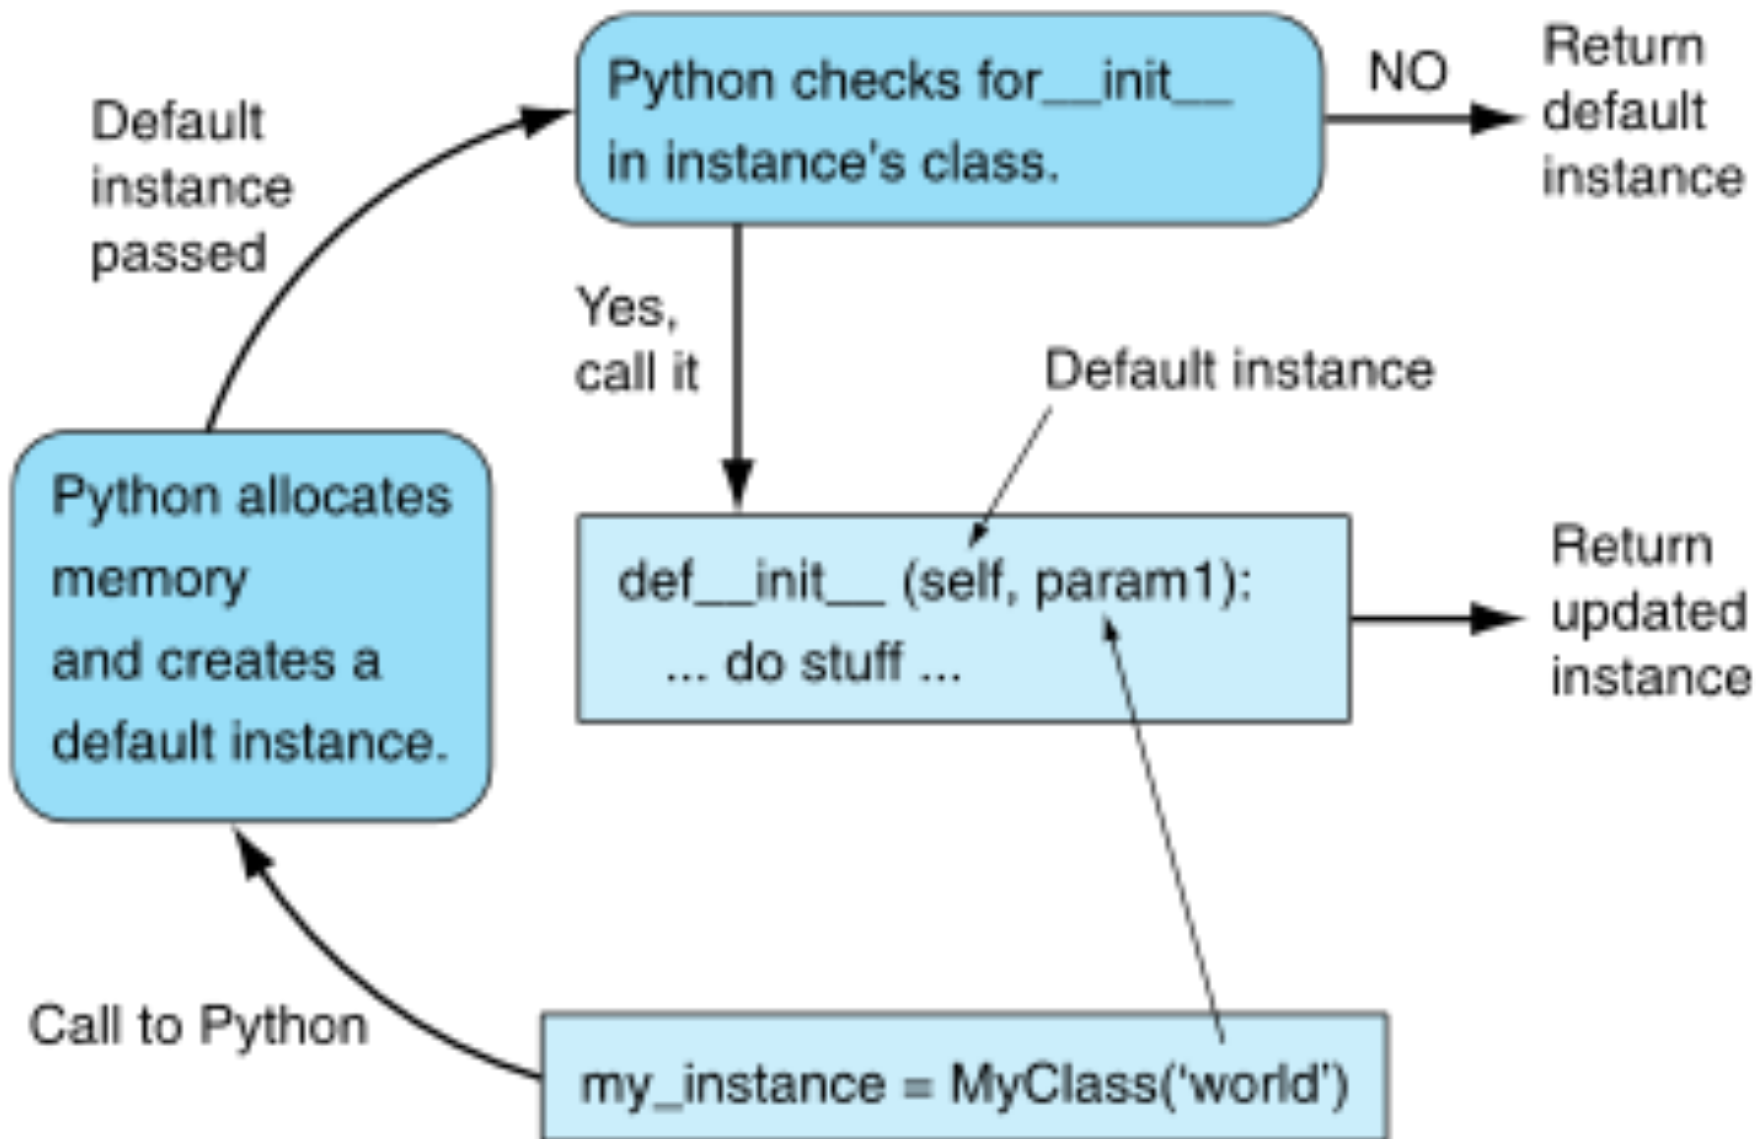 Python checks for__init__
in instance's class.
NO
Return
default
instance
Default
instance
passed
Yes,
call it
Default instance
Python allocates
memory
and creates a
default instance.
def__init__ (self, param1):
... do stuff ...
Return
updated
instance
Call to Python
my_instance = MyClass(‘world’)